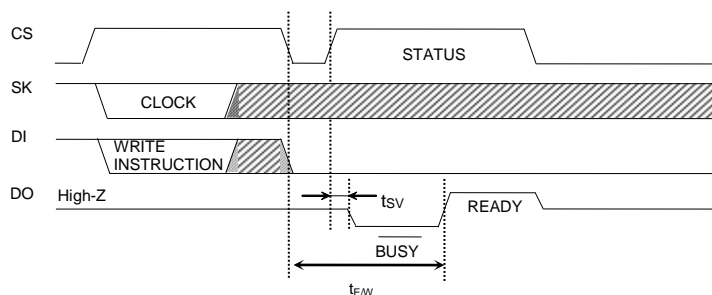 CS
STATUS
SK
CLOCK
DI
WRITE
INSTRUCTION
DO
High-Z
tSV
READY
BUSY
tE/W